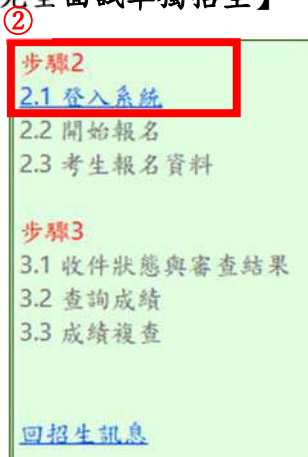 完全面試單獨招生】
②
步驟2
2.1 登入系統
2.2 開始報名
2.3 考生報名資料
步驟3
3.1 收件狀態與審查結果
3.2 查詢成績
3.3 成績複查
回招生訊息